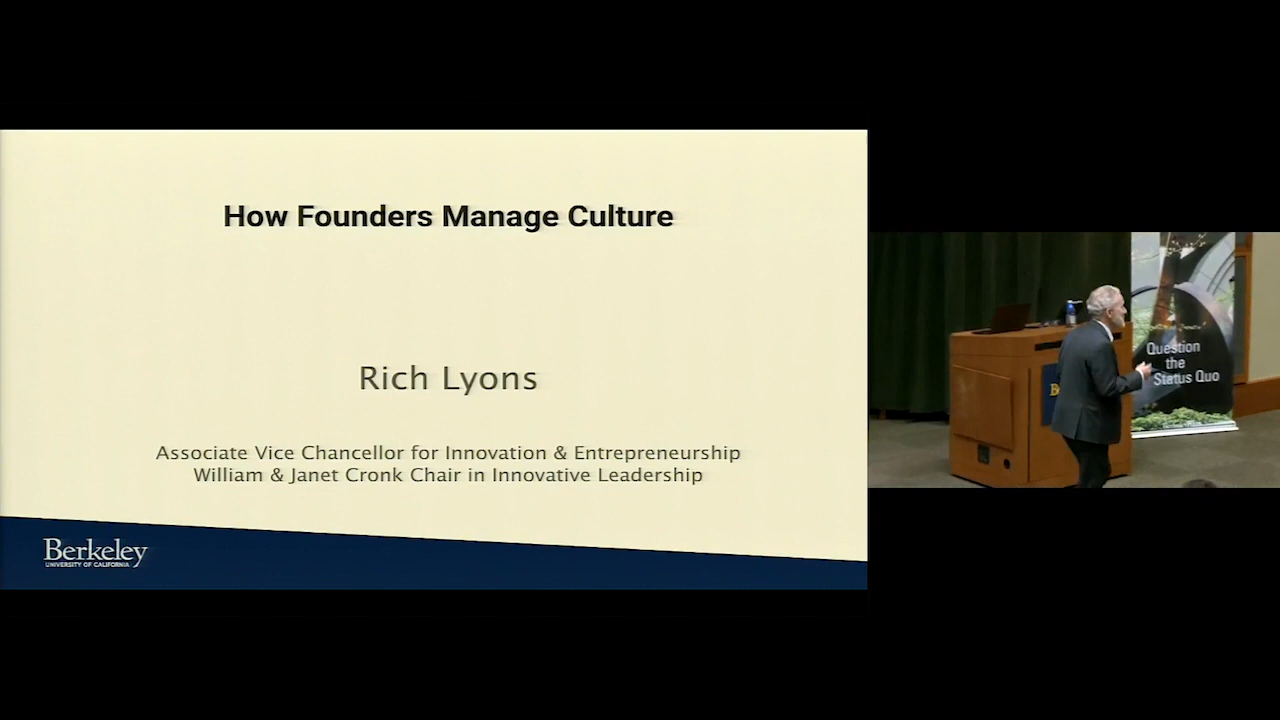 How Founders Manage Culture
Rich Lyons
Associate Vice Chancellor for Innovation & Entrepreneurship
William & Janet Cronk Chair in Innovative Leadership
Berkeley
UNIVERSITY OF CALIFORNIA
Question
the
Status Quo